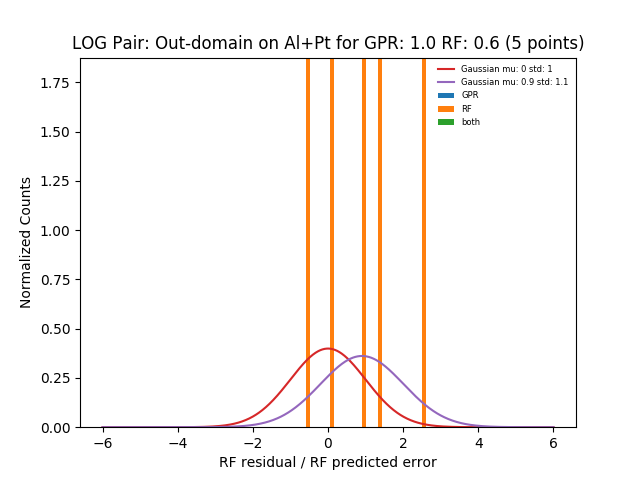 LOG Pair: Out-domain on Al+Pt for GPR: 1.0 RF: 0.6 (5 points)
Gaussian mu: 0 std: 1
Gaussian mu: 0.9 std: 1.1
GPR
RF
both
Normalized Counts
1.75
1.50
1.25
1.00
0.75
0.50
0.25
0.00
−6 −4 −2 0 2 4 6
RF residual / RF predicted error